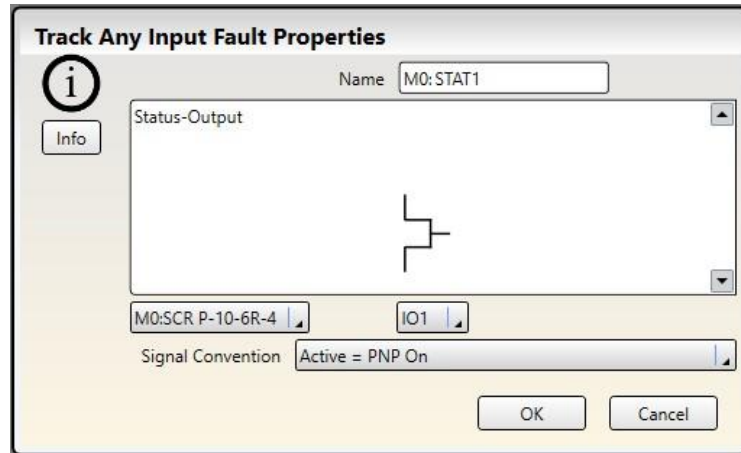 Track Any Input Fault Properties
i
Name M0:STAT1
Info
Status-Output
M0:SCR P-10-6R-4 IO1
Signal Convention Active = PNP On
OK Cancel